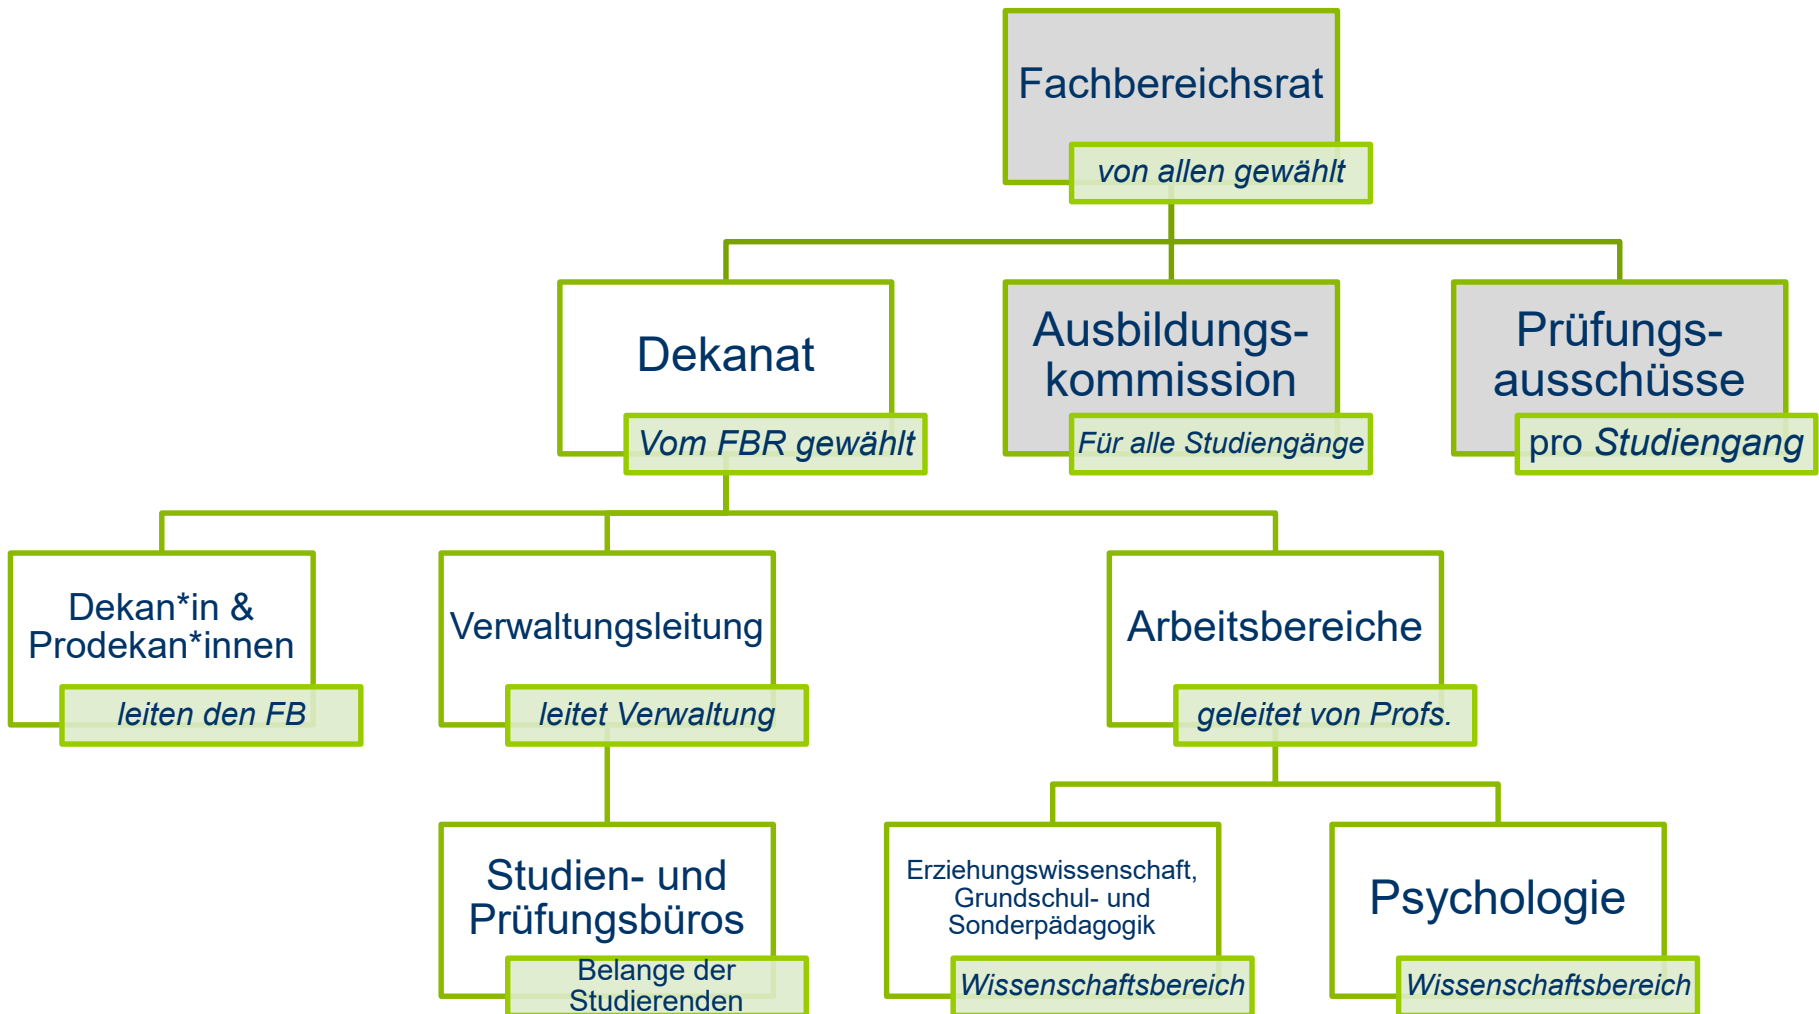 Fachbereichsrat
von allen gewählt
Dekanat
Vom FBR gewählt
Ausbildungs-
kommission
Für alle Studiengänge
Prüfungs-
ausschüsse
pro Studiengang
Dekan*in &
Prodekan*innen
leiten den FB
Verwaltungsleitung
leitet Verwaltung
Arbeitsbereiche
geleitet von Profs.
Studien- und
Prüfungsbüros
Belange der
Studierenden
Erziehungswissenschaft,
Grundschul- und
Sonderpädagogik
Wissenschaftsbereich
Psychologie
Wissenschaftsbereich